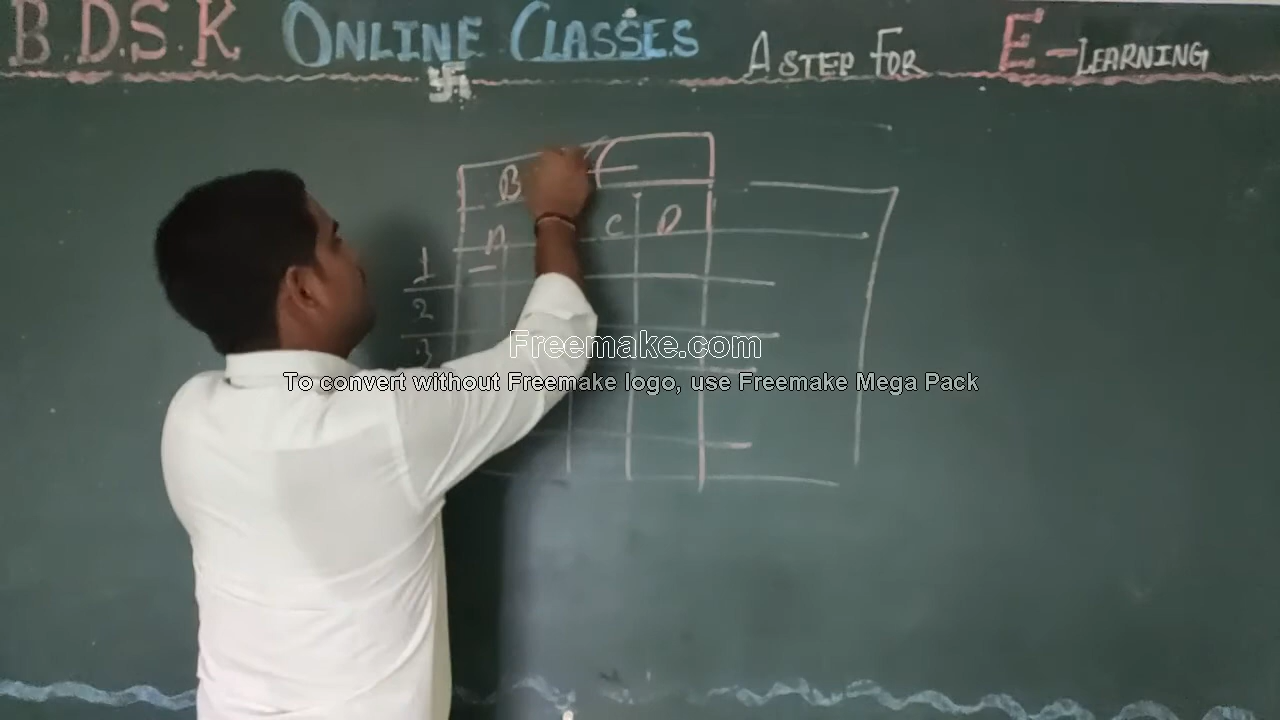 B.D.S.K ONLINE CLASSES A STEP FOR E-LEARNING
B
A C D
1
2
3
Freemake.com
To convert without Freemake logo, use Freemake Mega Pack